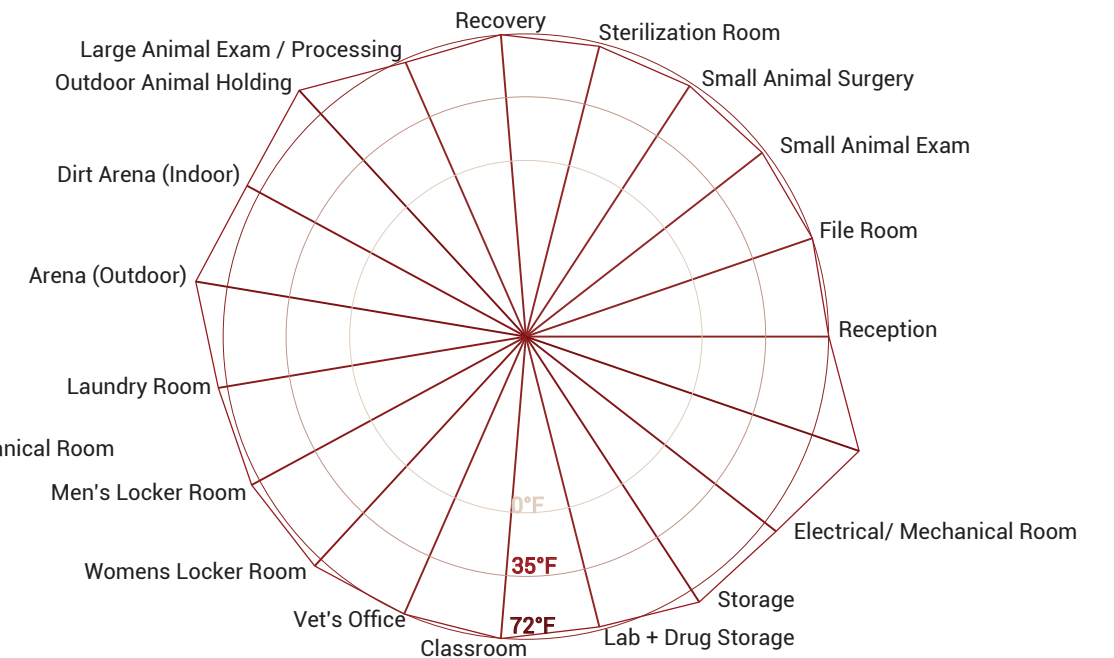 Recovery
Sterilization Room
Large Animal Exam / Processing
Outdoor Animal Holding
Small Animal Surgery
Small Animal Exam
Dirt Arena (Indoor)
File Room
Arena (Outdoor)
Reception
Laundry Room
Room
Men's Locker Room
0°F
Electrical/ Mechanical Room
35°F
Womens Locker Room
Storage
Vet's Office
72°F
Lab + Drug Storage
Classroom